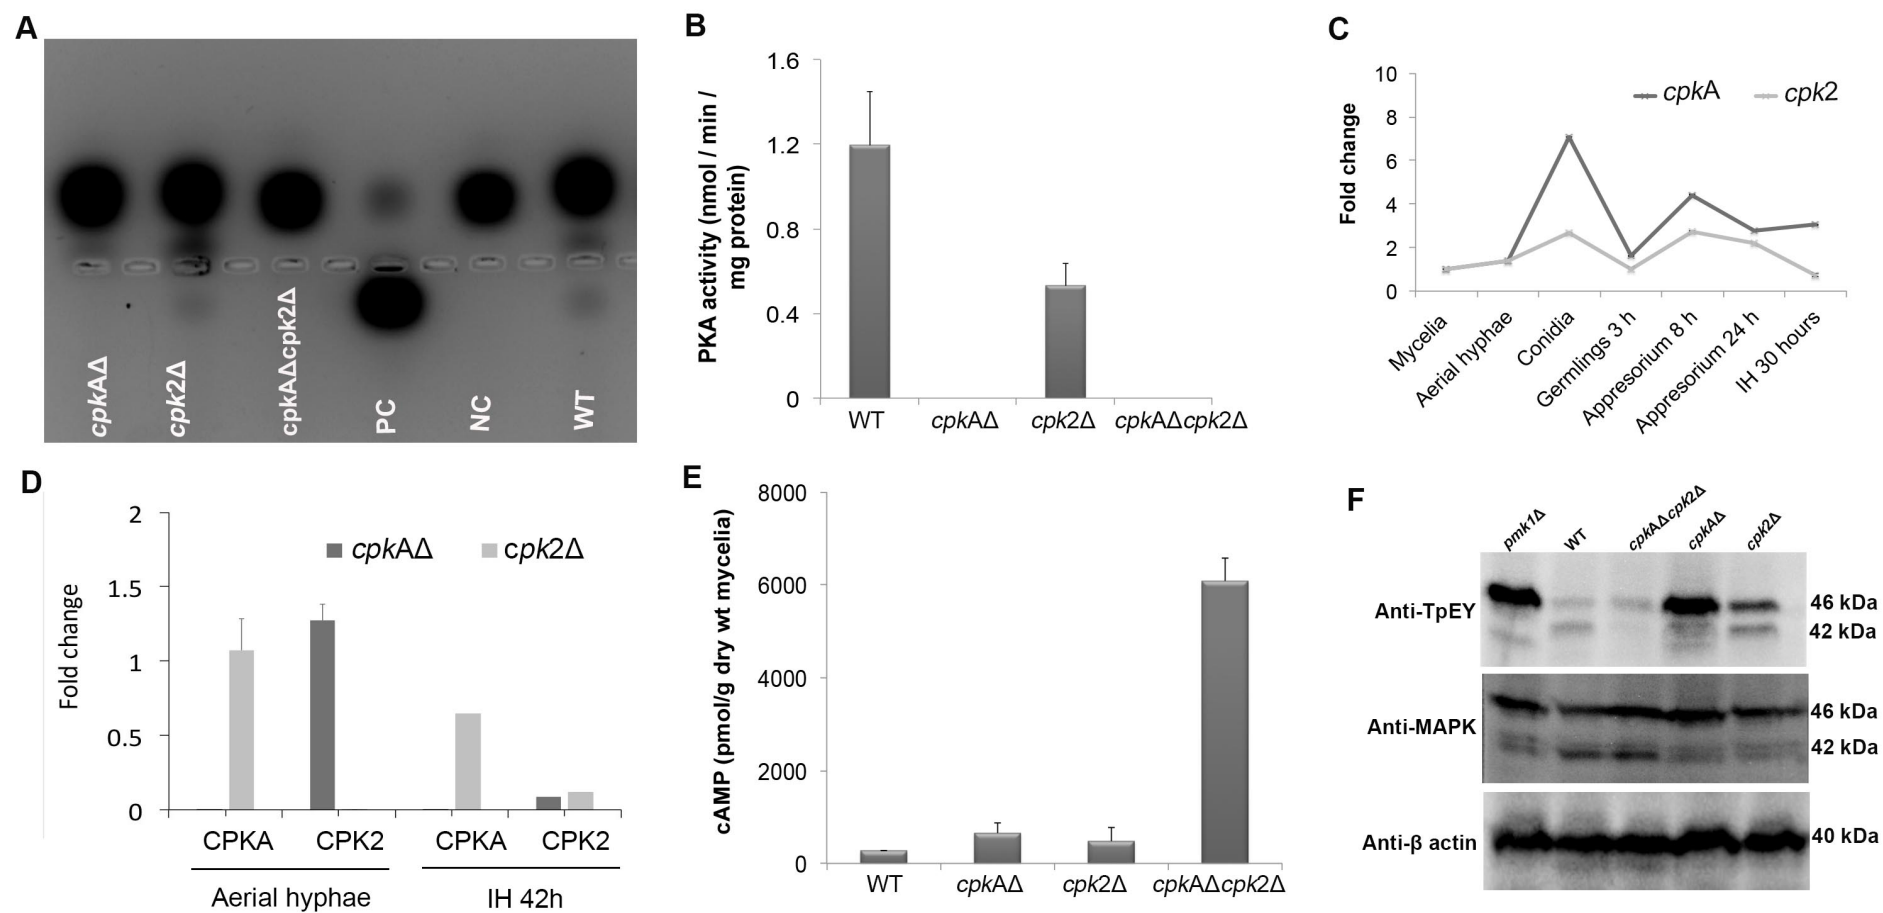 A
cpkAΔ
cpk2Δ
cpkAΔcpk2Δ
PC
NC
WT
B
PKA activity (nmol / min /
mg protein)
1.6
1.2
0.8
0.4
0
WT
cpkAΔ
cpk2Δ
cpkAΔcpk2Δ
C
Fold change
10
8
6
4
2
0
cpkA
cpk2
Mycelia
Aerial hyphae
Conidia
Germlings 3 h
Appresorium 8 h
Appresorium 24 h
IH 30 hours
D
Fold change
2
1.5
1
0.5
0
cpkAΔ
cpk2Δ
CPKA
CPK2
CPKA
CPK2
Aerial hyphae
IH 42h
E
cAMP (pmol/g dry wt mycelia)
8000
6000
4000
2000
0
WT
cpkAΔ
cpk2Δ
cpkAΔcpk2Δ
F
pmk1Δ
WT
cpkAΔcpk2Δ
cpkAΔ
cpk2Δ
Anti-TpEY
46 kDa
42 kDa
Anti-MAPK
46 kDa
42 kDa
Anti-β actin
40 kDa